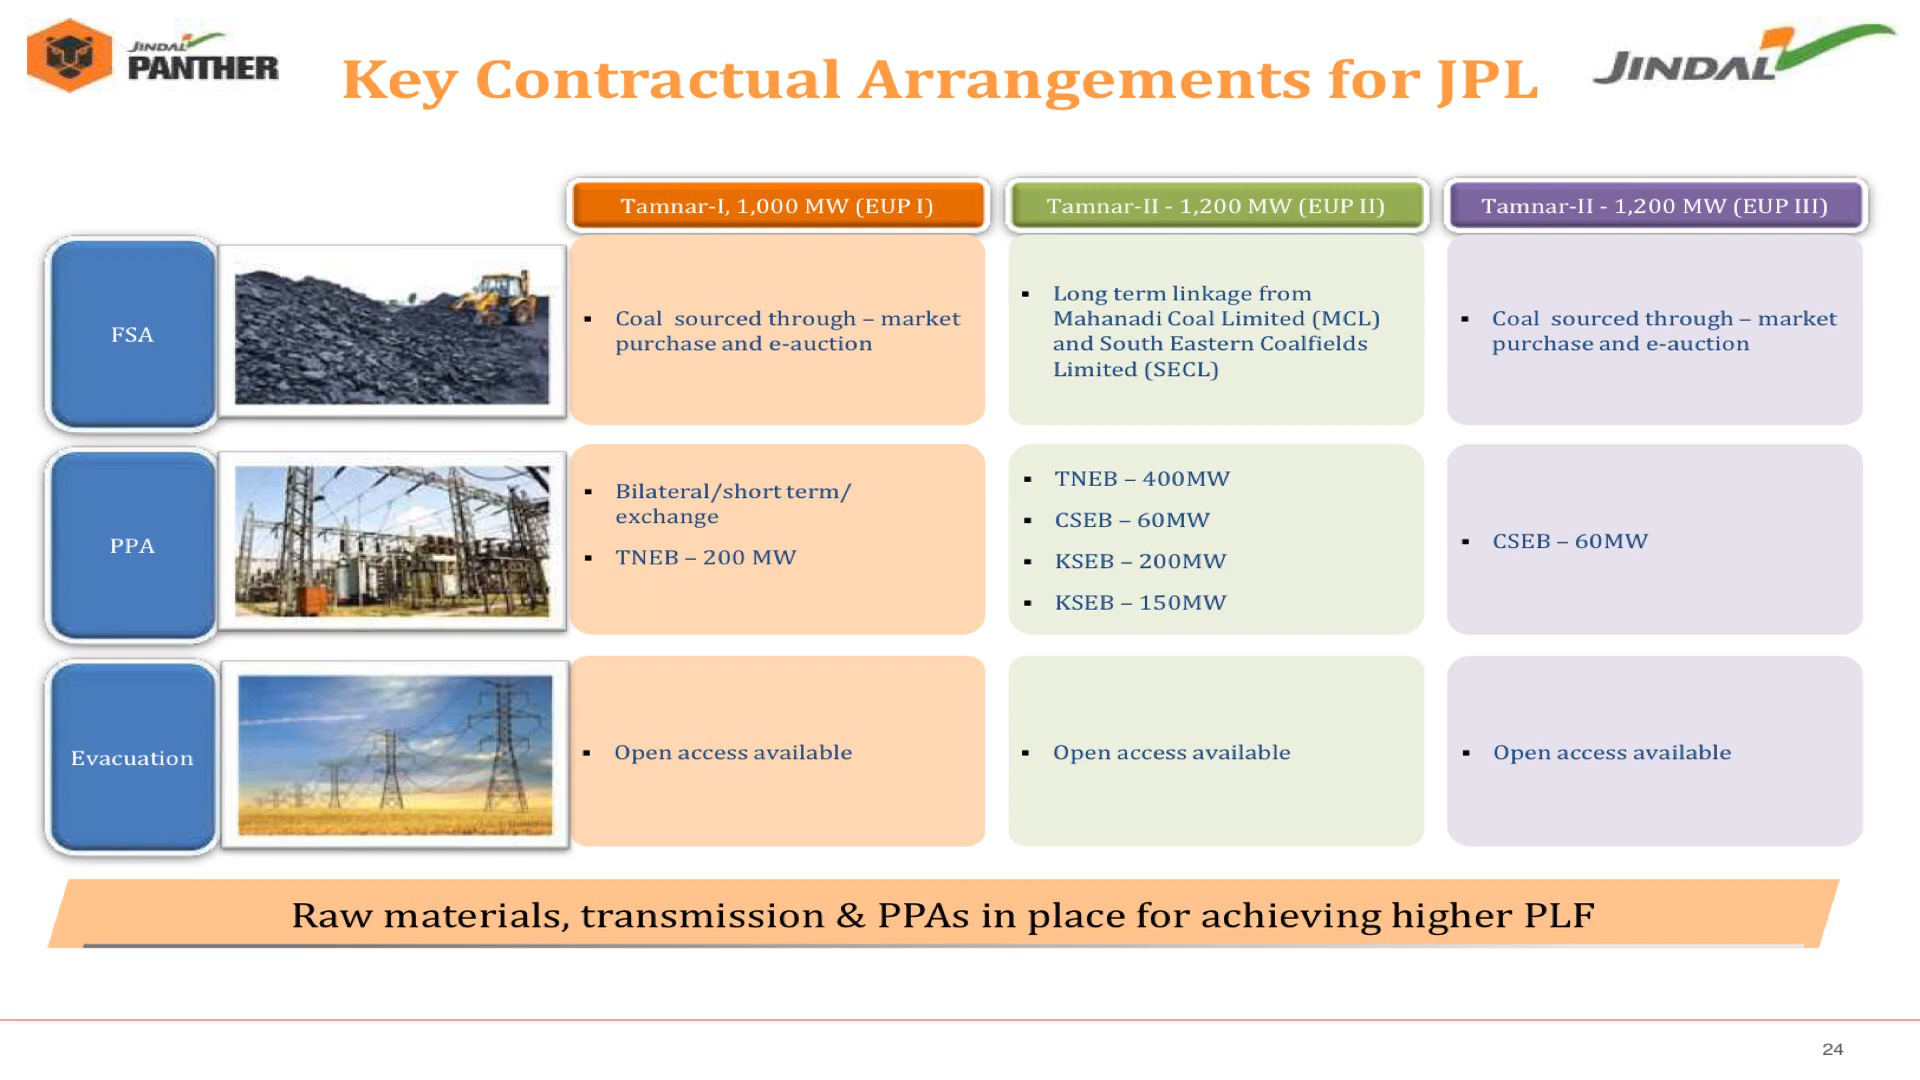 JINDAL
PANTHER
Key Contractual Arrangements for JPL
JINDAL
Tamnar-I, 1,000 MW (EUP I)
Tamnar-II - 1,200 MW (EUP II)
Tamnar-II - 1,200 MW (EUP III)
FSA
▪ Coal sourced through – market
purchase and e-auction
▪ Long term linkage from
Mahanadi Coal Limited (MCL)
and South Eastern Coalfields
Limited (SECL)
▪ Coal sourced through – market
purchase and e-auction
PPA
▪ Bilateral/short term/
exchange
▪ TNEB – 200 MW
▪ TNEB – 400MW
▪ CSEB – 60MW
▪ KSEB – 200MW
▪ KSEB – 150MW
▪ CSEB – 60MW
Evacuation
▪ Open access available
▪ Open access available
▪ Open access available
Raw materials, transmission & PPAs in place for achieving higher PLF
24